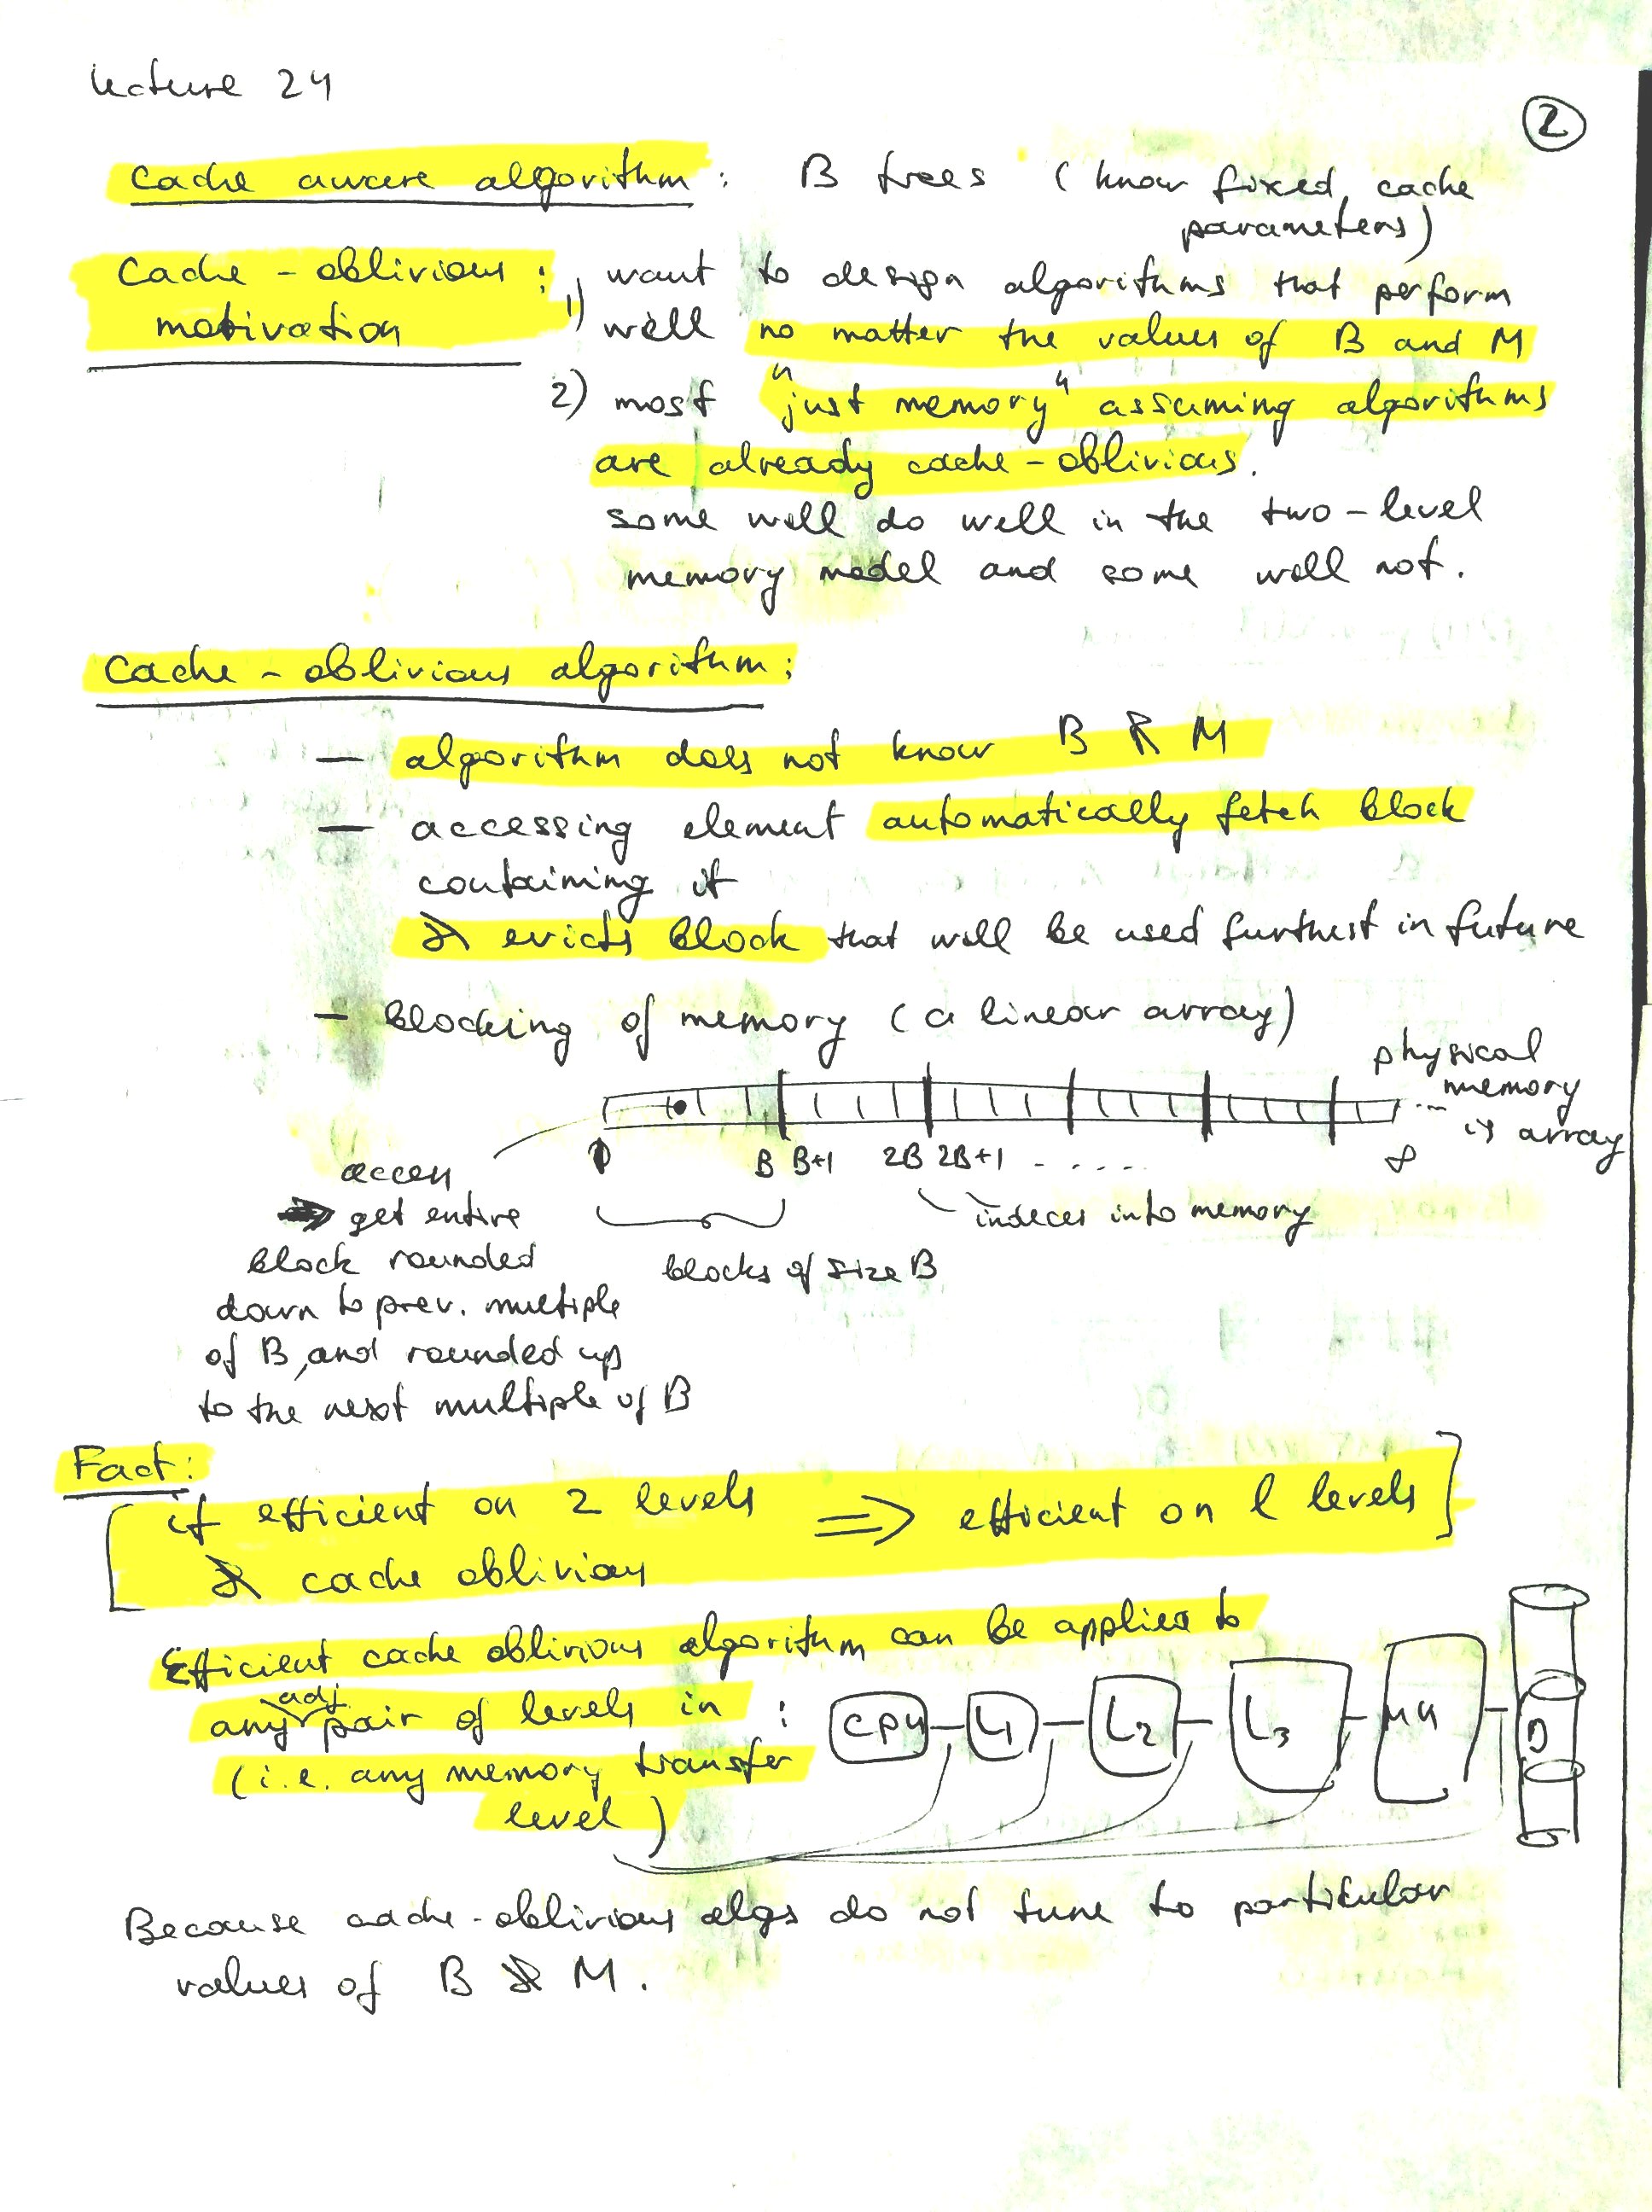 lecture 24
2
Cache aware algorithm: B trees (know fixed cache
parameters)
Cache-oblivious: 1) want to design algorithms that perform
motivation well no matter the values of B and M
2) most "just memory" assuming algorithms
are already cache-oblivious.
some will do well in the two-level
memory model and some will not.
Cache-oblivious algorithm:
— algorithm does not know B & M
— accessing element automatically fetch block
containing it
& evicts block that will be used furthest in future
— blocking of memory (a linear array)
physical
memory
is array
B B+1 2B 2B+1 - .....
access
⇒ get entire
block rounded
down to prev. multiple
of B, and rounded up
to the next multiple of B
blocks of size B
indeces into memory
Fact:
[if efficient on 2 levels ⇒ efficient on l levels]
& cache oblivious
Efficient cache oblivious algorithm can be applied to
any adj pair of levels in :
(i.e. any memory transfer
level)
CPU L1 L2 L3 MM D
Because cache-oblivious algs do not tune to particular
values of B & M.